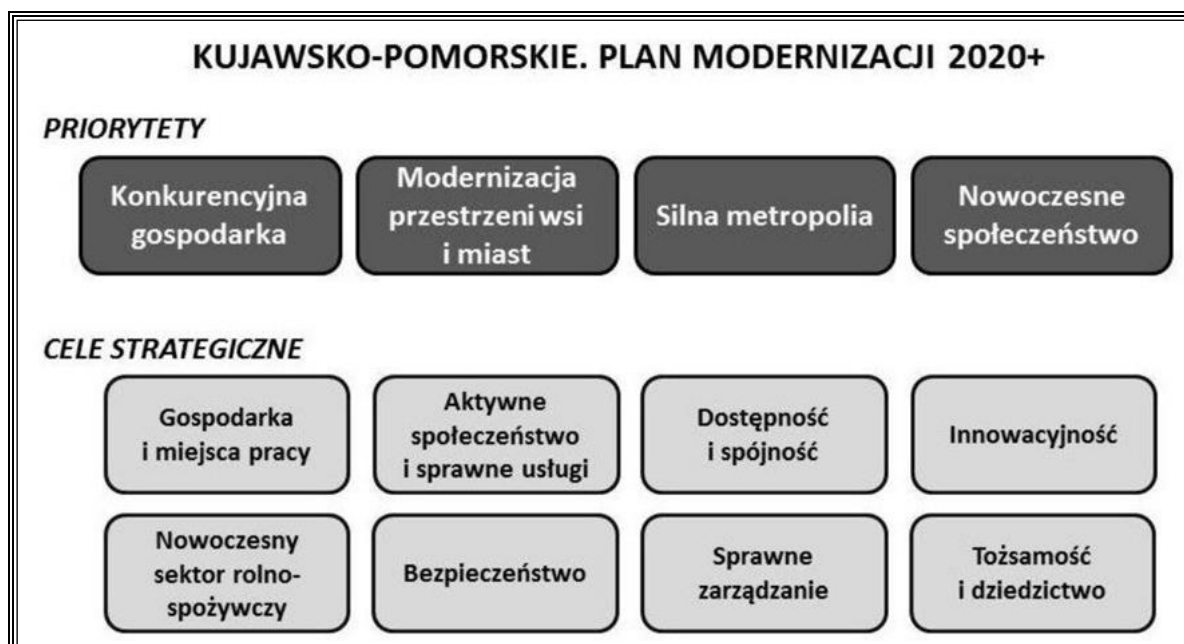 KUJAWSKO-POMORSKIE. PLAN MODERNIZACJI 2020+
PRIORYTETY
Konkurencyjna
gospodarka
Modernizacja
przestrzeni wsi
i miast
Silna metropolia
Nowoczesne
społeczeństwo
CELE STRATEGICZNE
Gospodarka
i miejsca pracy
Aktywne
społeczeństwo
i sprawne usługi
Dostępność
i spójność
Innowacyjność
Nowoczesny
sektor rolno-
spożywczy
Bezpieczeństwo
Sprawne
zarządzanie
Tożsamość
i dziedzictwo